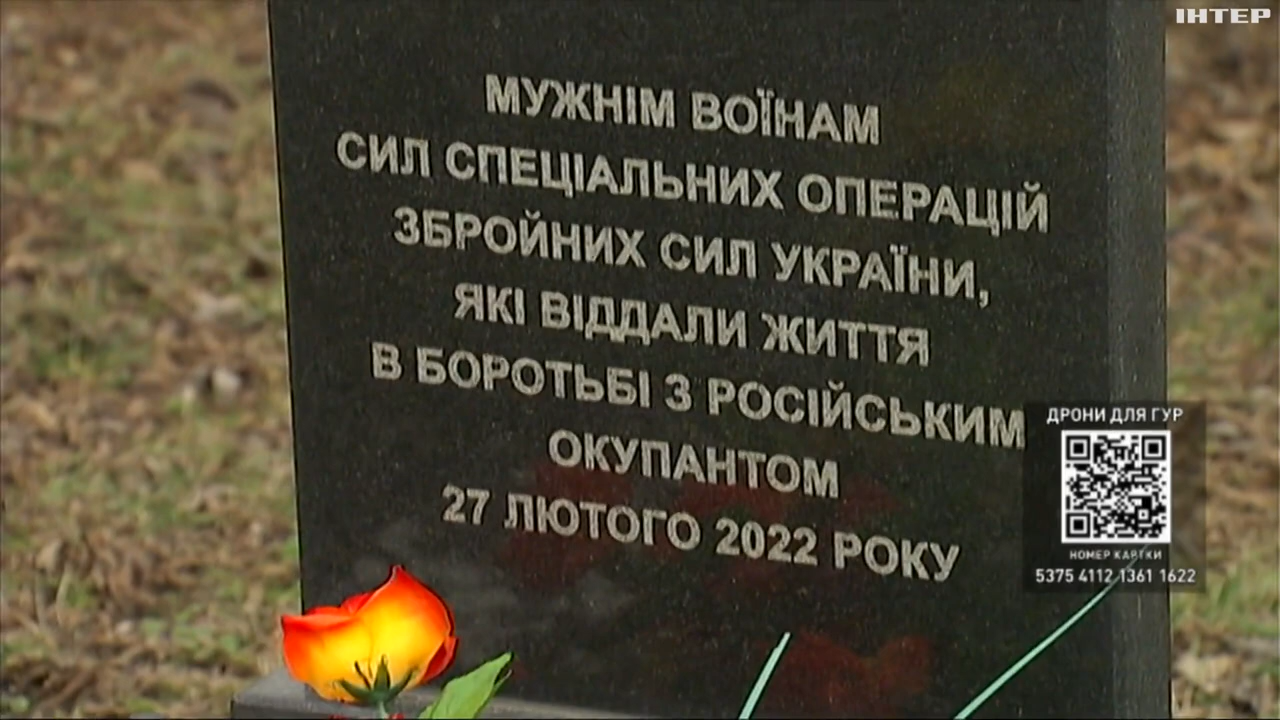 ІНТЕР
МУЖНІМ ВОЇНАМ
СИЛ СПЕЦІАЛЬНИХ ОПЕРАЦІЙ
ЗБРОЙНИХ СИЛ УКРАЇНИ,
ЯКІ ВІДДАЛИ ЖИТТЯ
В БОРОТЬБІ З РОСІЙСЬКИМ
ОКУПАНТОМ
27 ЛЮТОГО 2022 РОКУ
ДРОНИ ДЛЯ ГУР
НОМЕР КАРТКИ
5375 4112 1361 1622